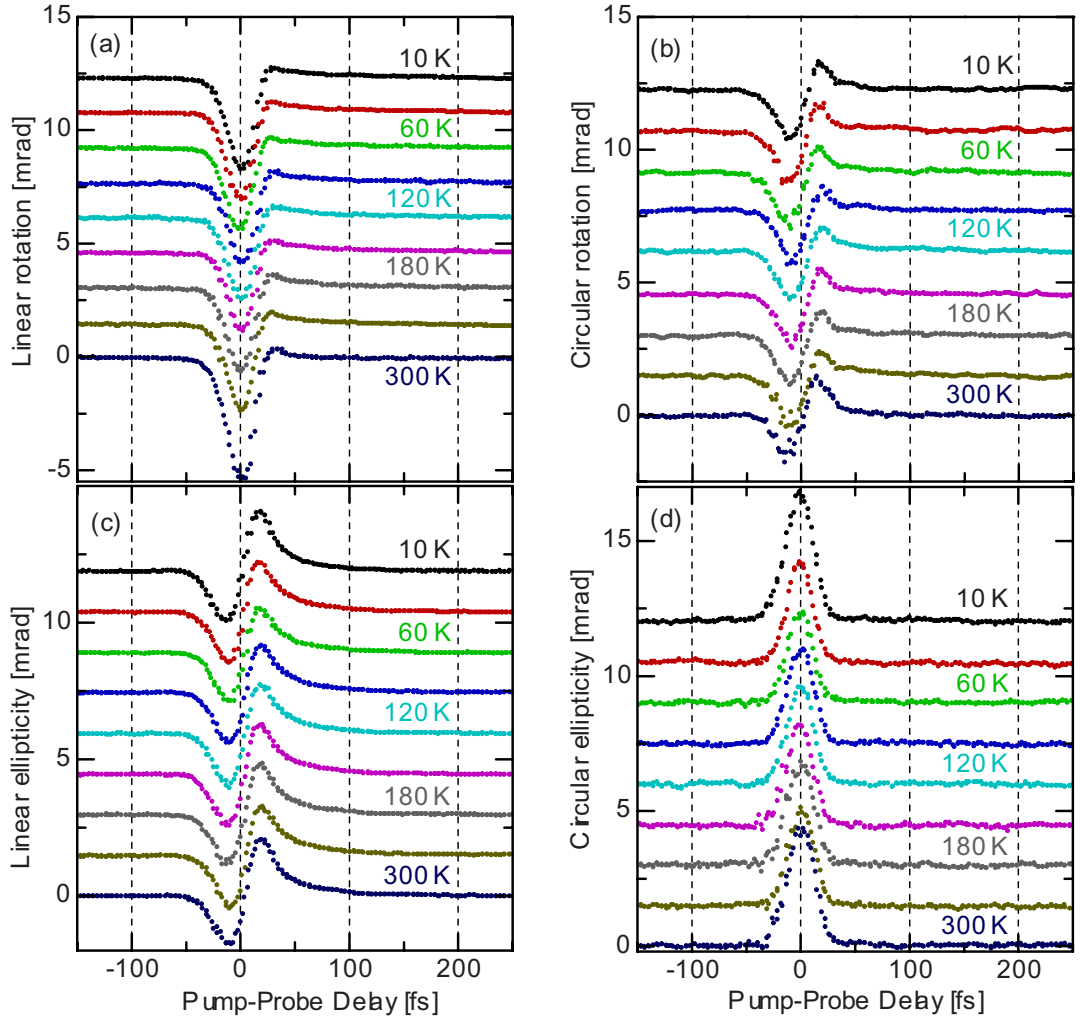 (a)
15
10
5
0
-5
Linear rotation [mrad]
10 K
60 K
120 K
180 K
300 K
(b)
15
10
5
0
Circular rotation [mrad]
10 K
60 K
120 K
180 K
300 K
(c)
10
5
0
Linear ellipticity [mrad]
10 K
60 K
120 K
180 K
300 K
-100 0 100 200
Pump-Probe Delay [fs]
(d)
15
10
5
0
Circular ellipticity [mrad]
10 K
60 K
120 K
180 K
300 K
-100 0 100 200
Pump-Probe Delay [fs]